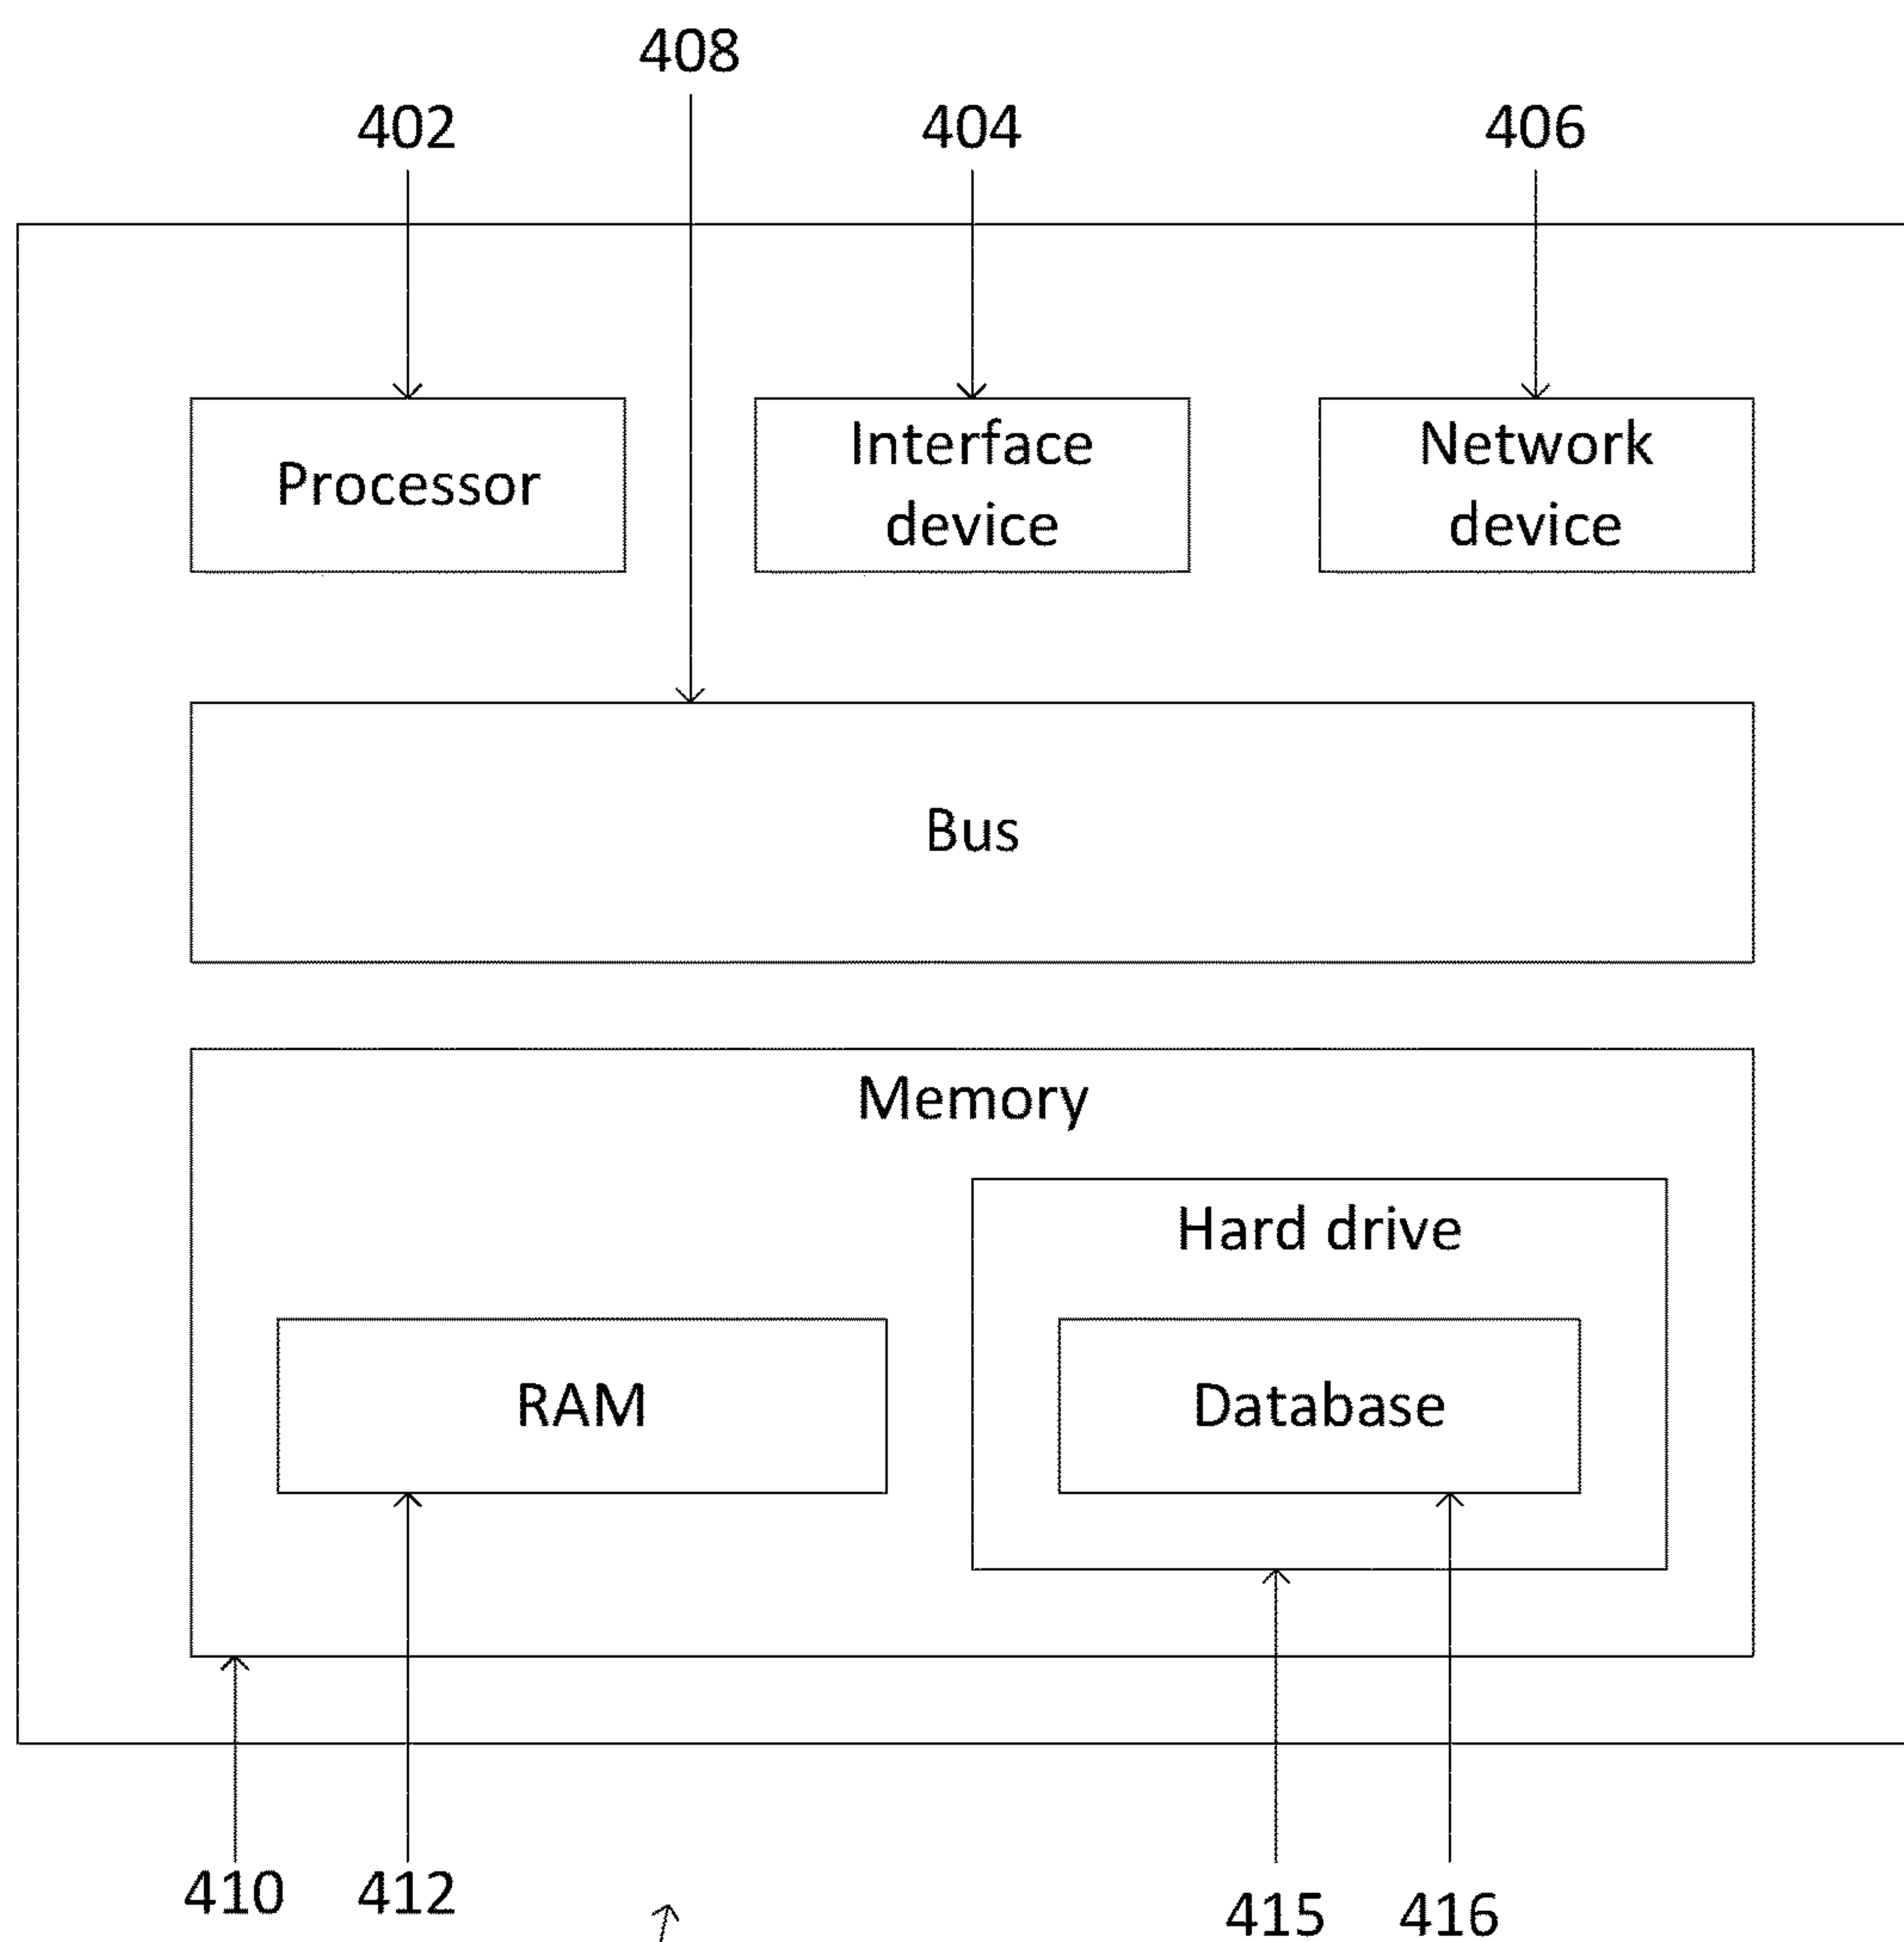 408
402
404
406
Processor
Interface
device
Network
device
Bus
Memory
Hard drive
RAM
Database
410
412
415
416